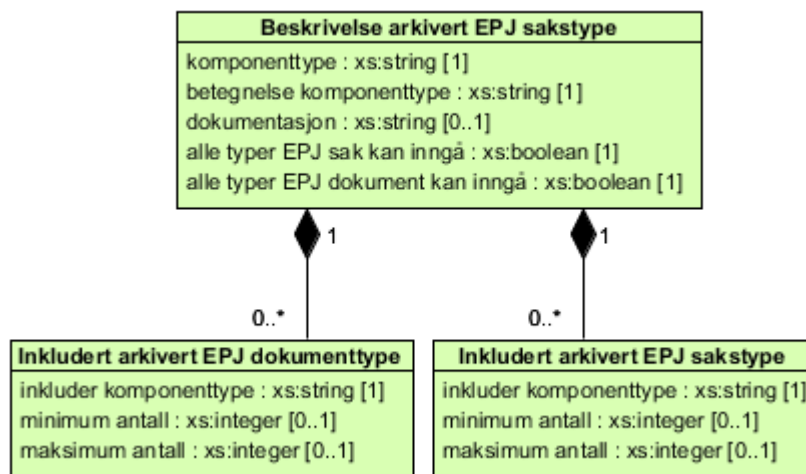 Beskrivelse arkivert EPJ sakstype
komponenttype : xs:string [1]
betegnelse komponenttype : xs:string [1]
dokumentasjon : xs:string [0..1]
alle typer EPJ sak kan inngå : xs:boolean [1]
alle typer EPJ dokument kan inngå : xs:boolean [1]
1
1
0..*
0..*
Inkludert arkivert EPJ dokumenttype
inkluder komponenttype : xs:string [1]
minimum antall : xs:integer [0..1]
maksimum antall : xs:integer [0..1]
Inkludert arkivert EPJ sakstype
inkluder komponenttype : xs:string [1]
minimum antall : xs:integer [0..1]
maksimum antall : xs:integer [0..1]